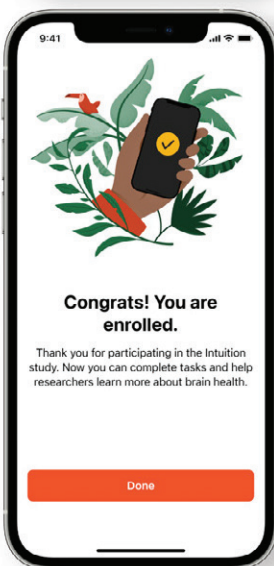 9:41
Congrats! You are
enrolled.
Thank you for participating in the Intuition
study. Now you can complete tasks and help
researchers learn more about brain health.
Done